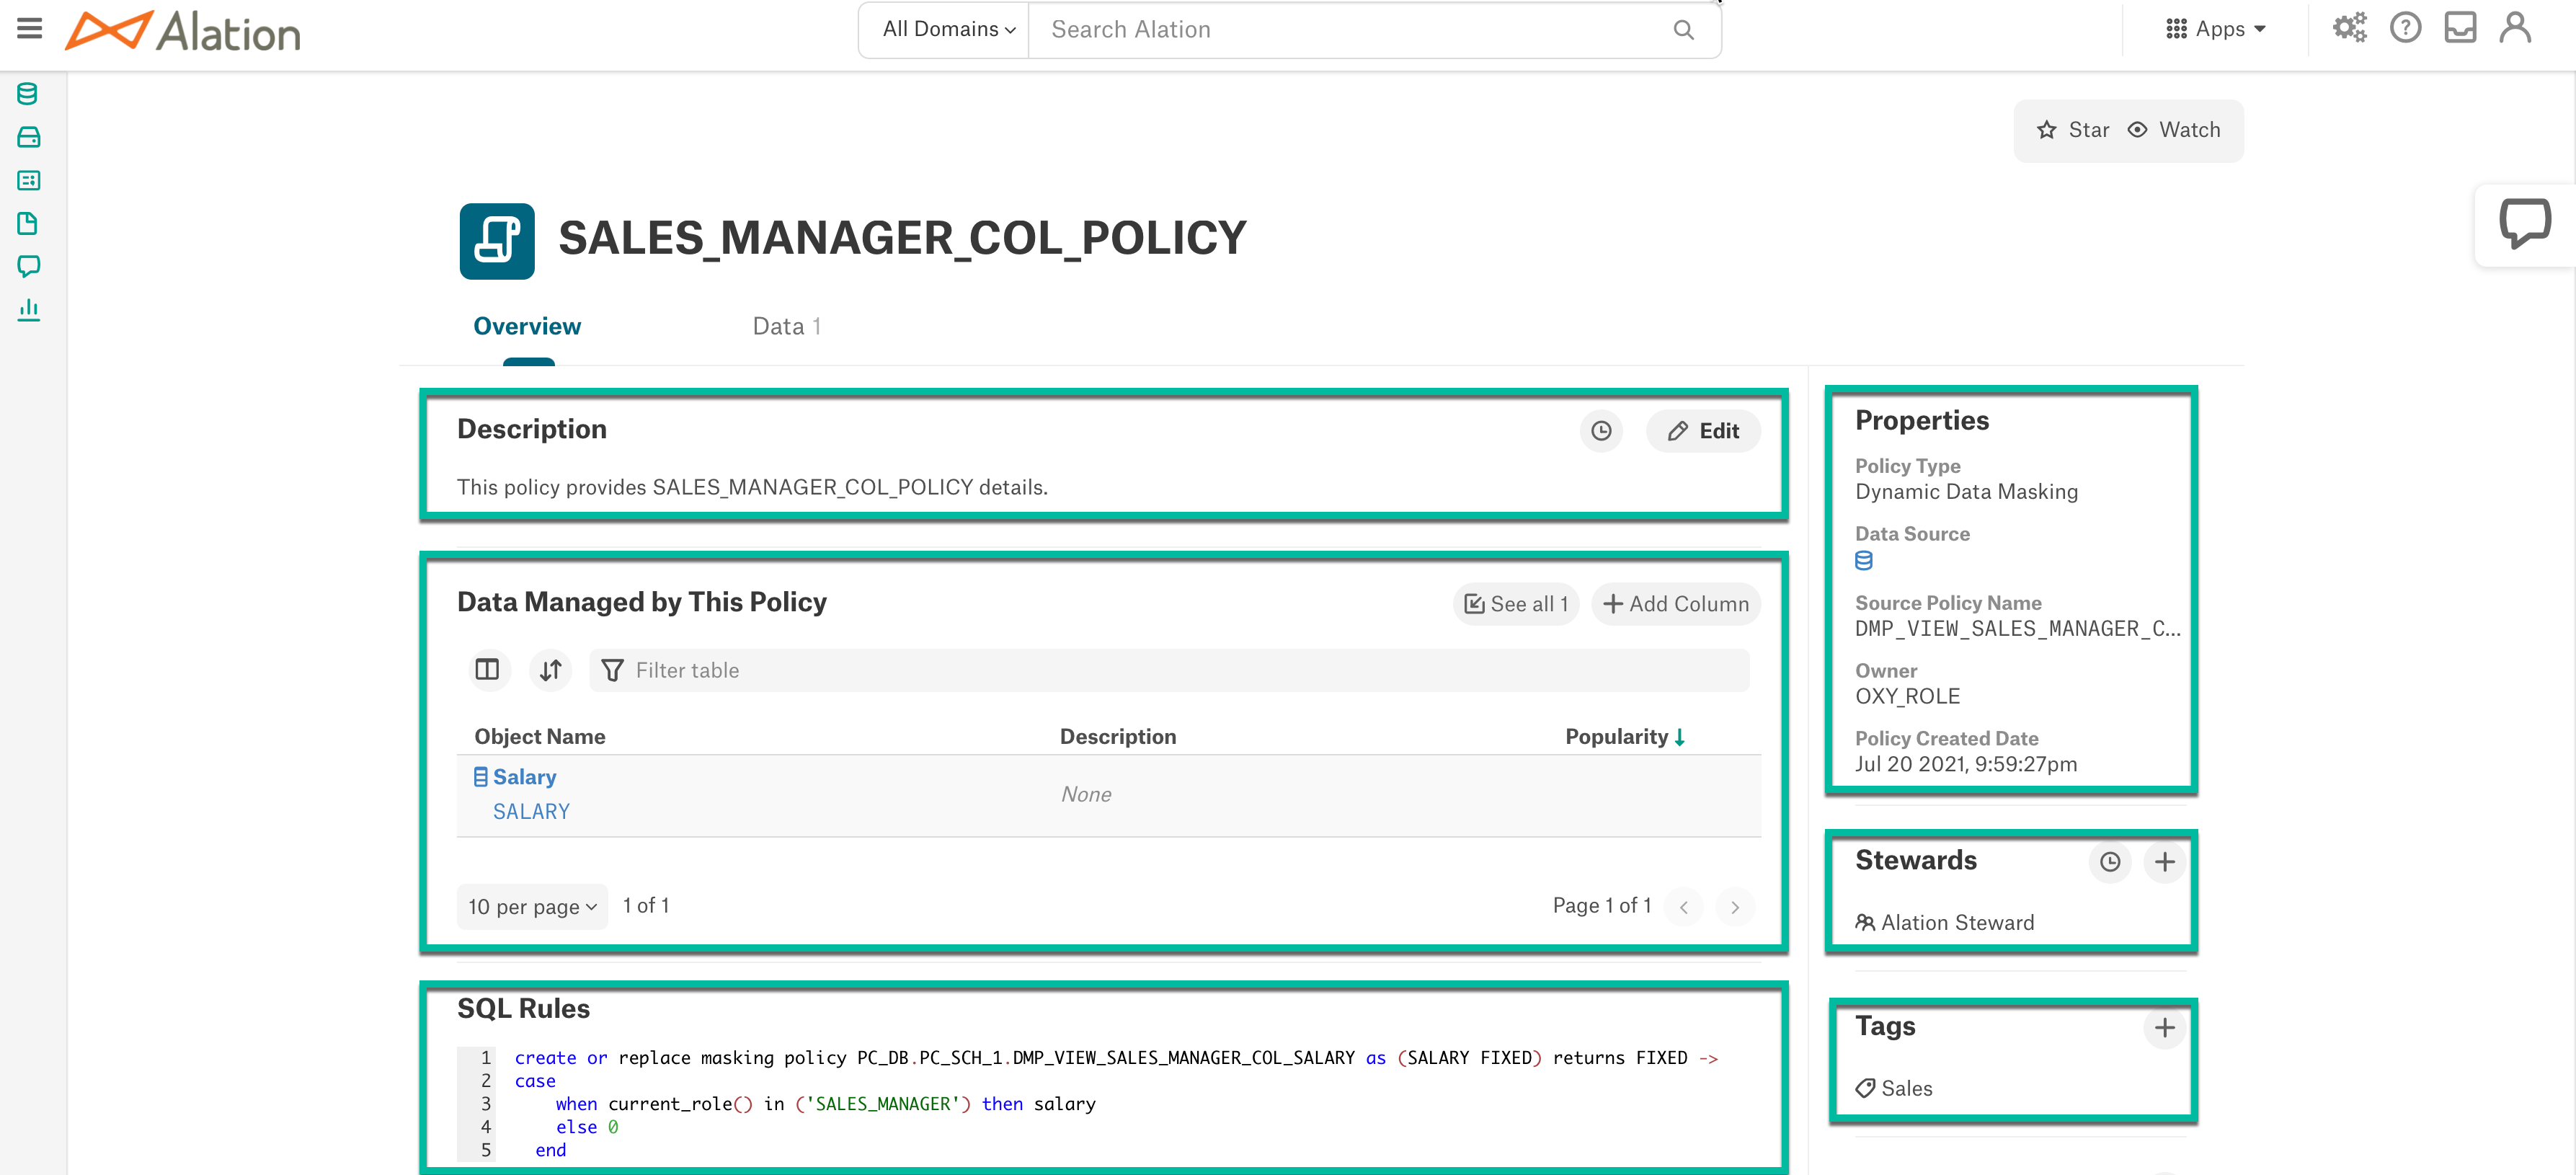 Alation
All Domains
Search Alation
Apps
Star Watch
SALES_MANAGER_COL_POLICY
Overview
Data 1
Description
Edit
This policy provides SALES_MANAGER_COL_POLICY details.
Data Managed by This Policy
See all 1
Add Column
Filter table
Object Name Description Popularity
Salary
SALARY
None
10 per page 1 of 1
Page 1 of 1
SQL Rules
1 create or replace masking policy PC_DB.PC_SCH_1.DMP_VIEW_SALES_MANAGER_COL_SALARY as (SALARY FIXED) returns FIXED ->
2 case
3 when current_role() in ('SALES_MANAGER') then salary
4 else 0
5 end
Properties
Policy Type
Dynamic Data Masking
Data Source
Source Policy Name
DMP_VIEW_SALES_MANAGER_C...
Owner
OXY_ROLE
Policy Created Date
Jul 20 2021, 9:59:27pm
Stewards
Alation Steward
Tags
Sales